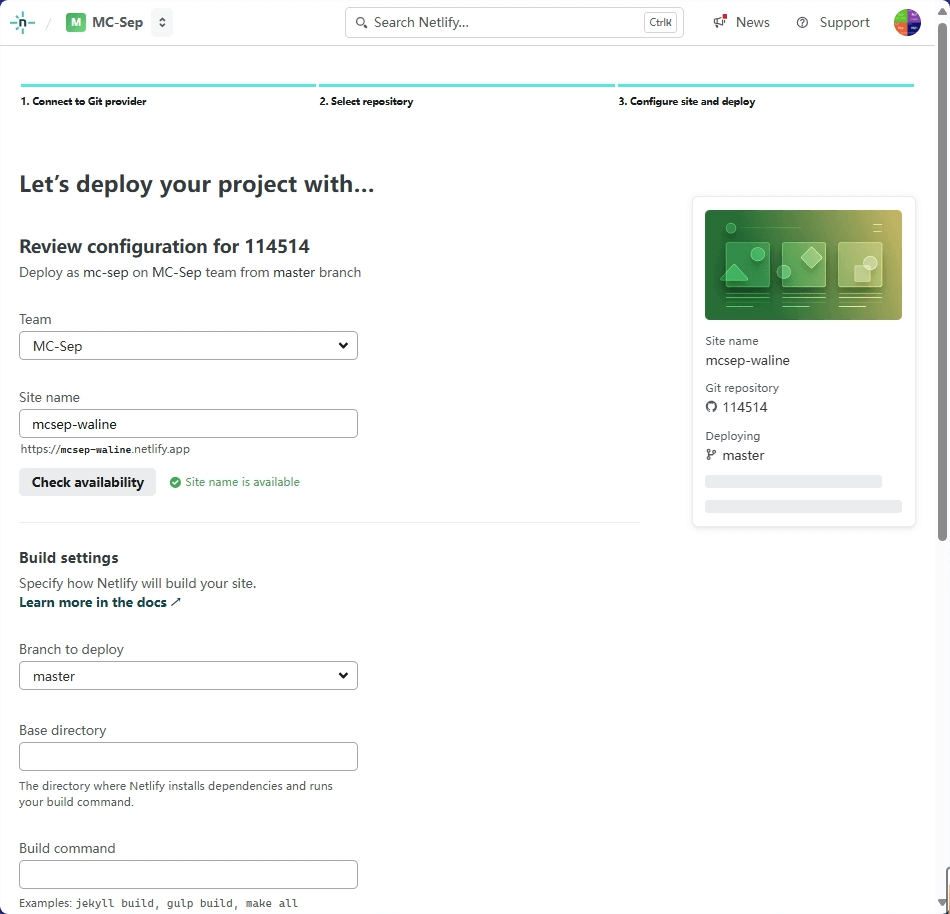 M MC-Sep Search Netlify... CtrlK News Support
1. Connect to Git provider 2. Select repository 3. Configure site and deploy
Let’s deploy your project with…
Review configuration for 114514
Deploy as mc-sep on MC-Sep team from master branch
Team
MC-Sep
Site name
mcsep-waline
https://mcsep-waline.netlify.app
Check availability Site name is available
Build settings
Specify how Netlify will build your site.
Learn more in the docs ↗
Branch to deploy
master
Base directory
The directory where Netlify installs dependencies and runs
your build command.
Build command
Examples: jekyll build, gulp build, make all
Site name
mcsep-waline
Git repository
114514
Deploying
master